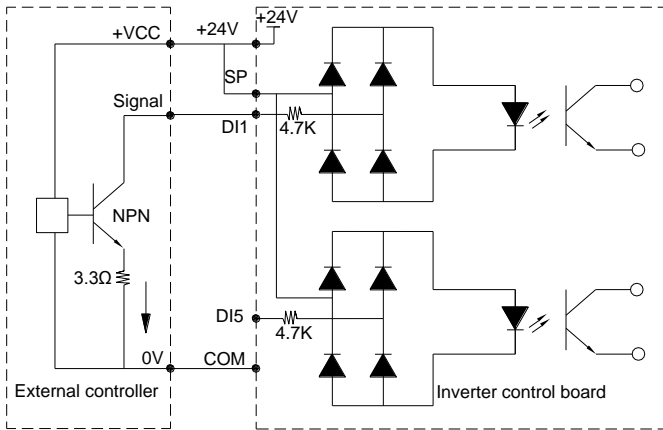 +VCC
+24V
+24V
SP
Signal
DI1
4.7K
NPN
3.3Ω
DI5
4.7K
0V
COM
External controller
Inverter control board